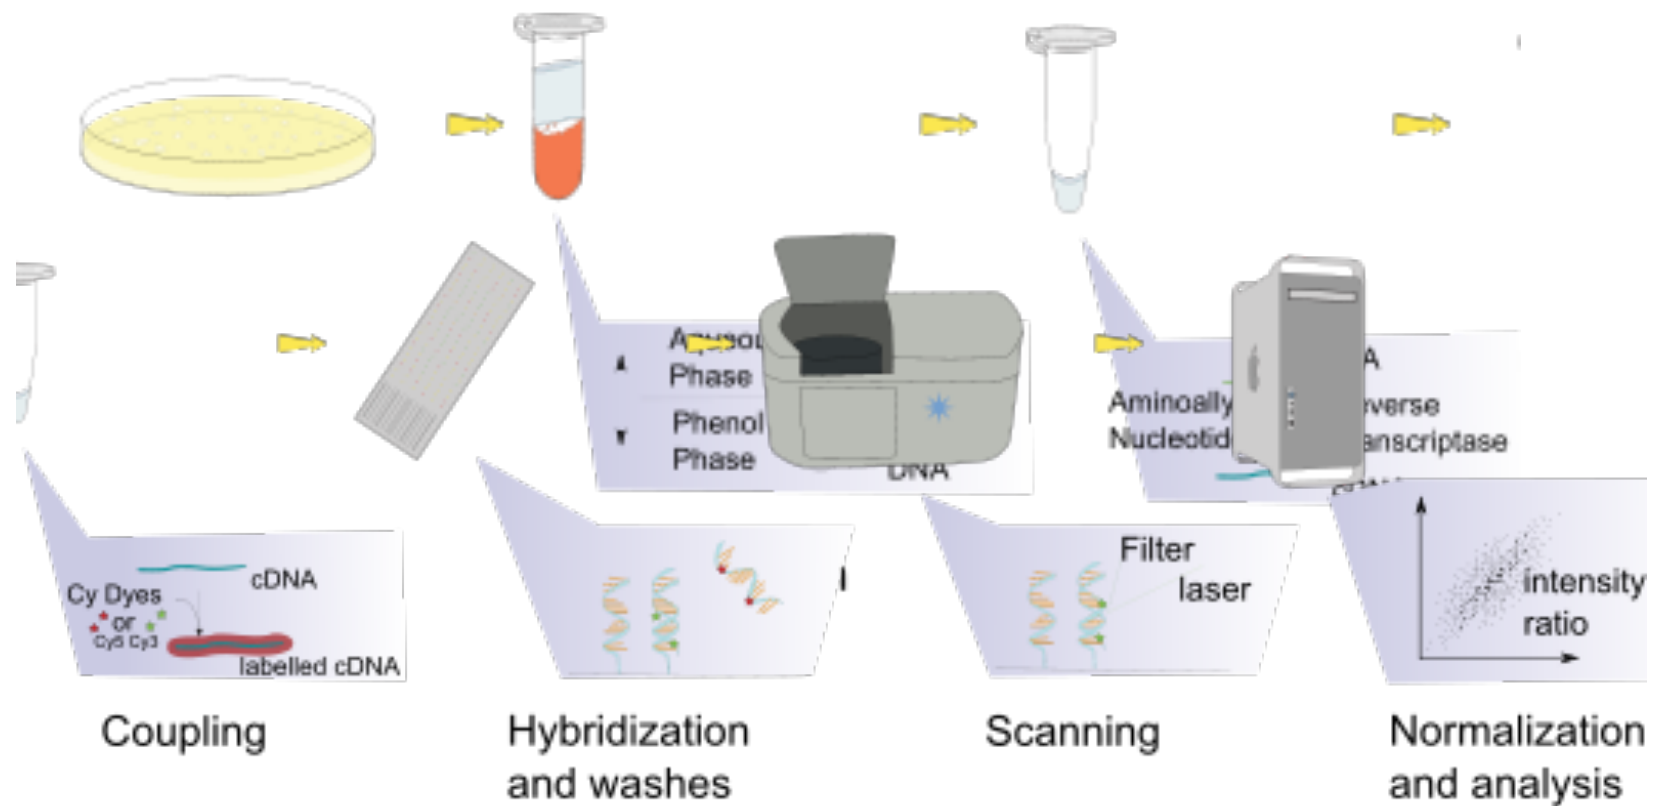 Phase
Phenol
Phase
DNA
Aminoally
Nucleotid
everse
anscriptase
cDNA
Cy Dyes
or
Cy5 Cy3
labelled cDNA
Filter
laser
intensity
ratio
Coupling
Hybridization
and washes
Scanning
Normalization
and analysis